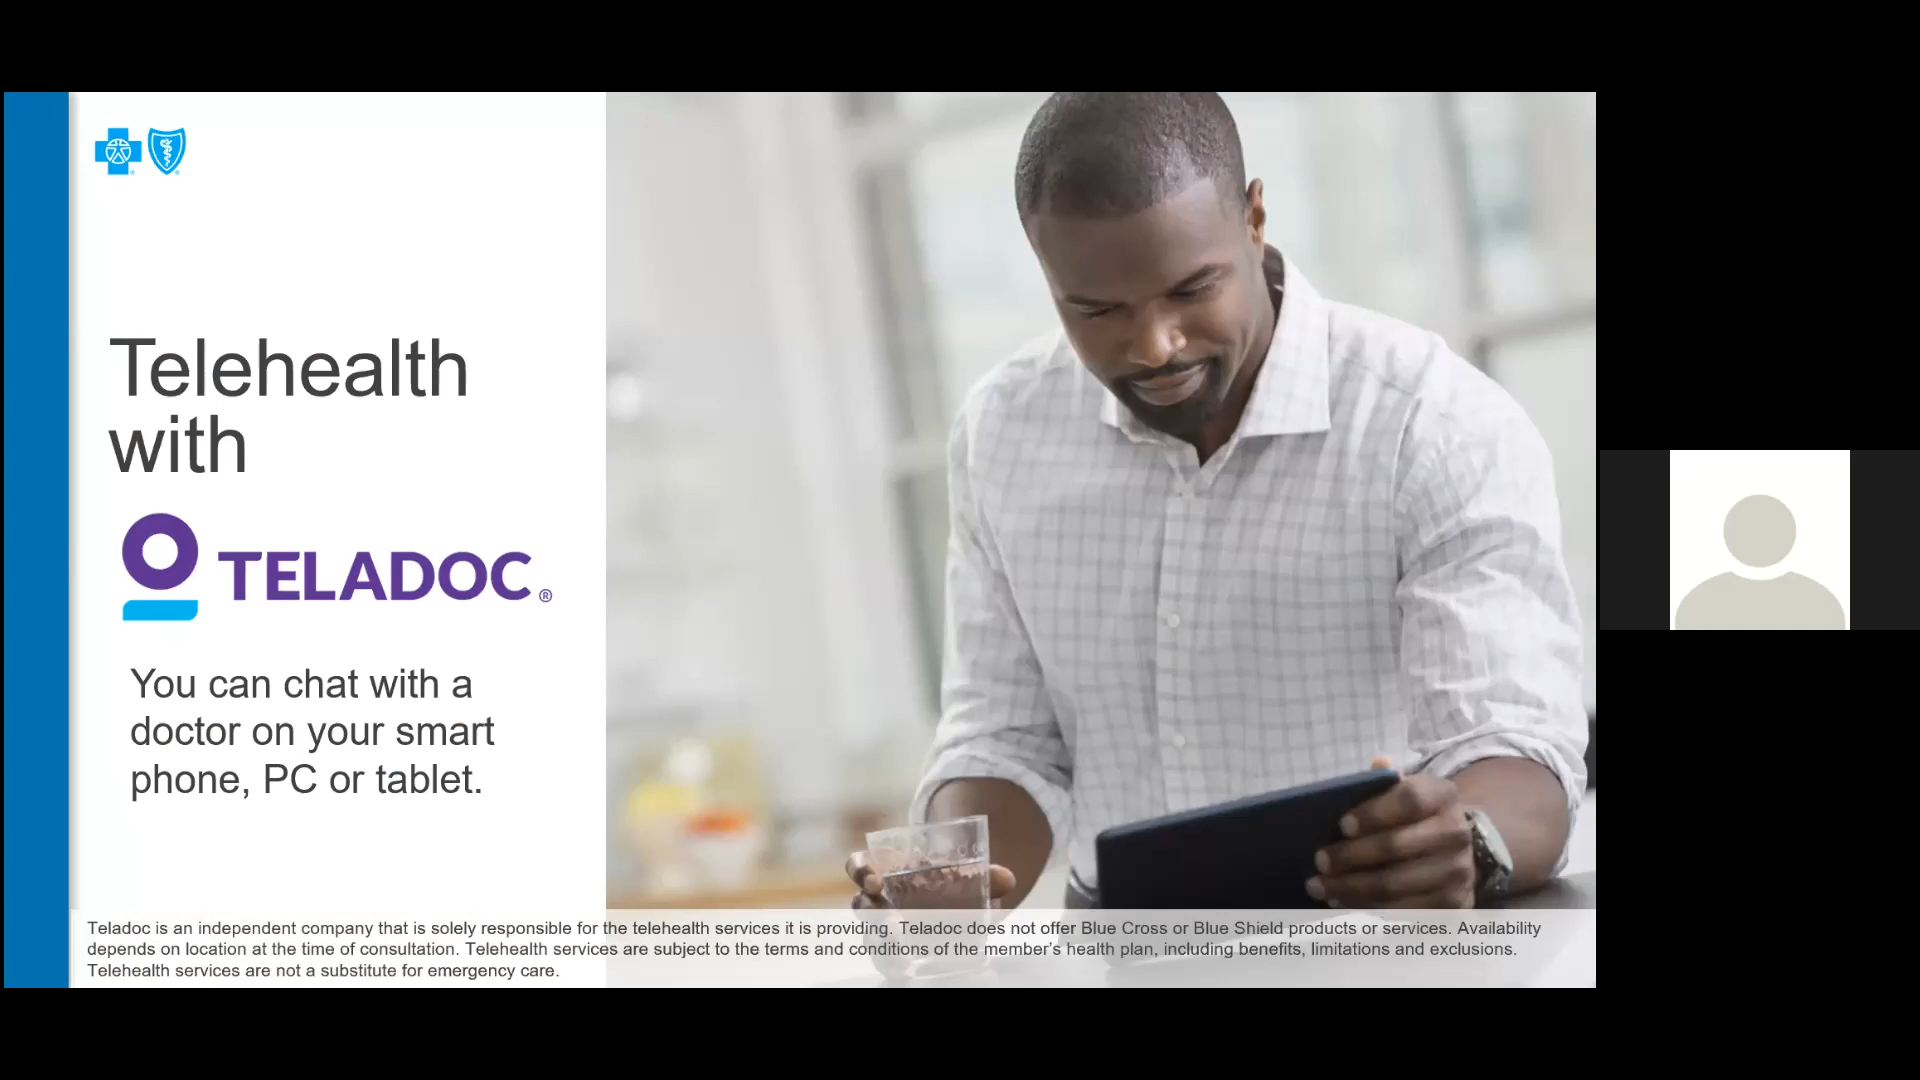 Telehealth
with
TELADOC®
You can chat with a
doctor on your smart
phone, PC or tablet.
Teladoc is an independent company that is solely responsible for the telehealth services it is providing. Teladoc does not offer Blue Cross or Blue Shield products or services. Availability
depends on location at the time of consultation. Telehealth services are subject to the terms and conditions of the member's health plan, including benefits, limitations and exclusions.
Telehealth services are not a substitute for emergency care.